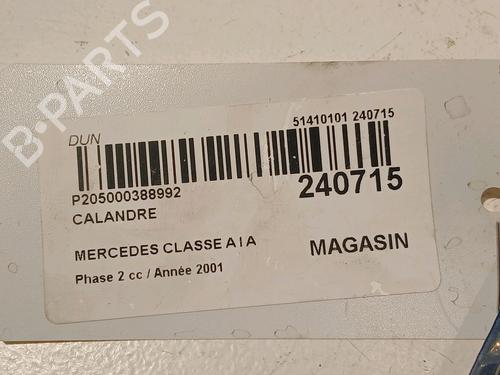 B-PARTS
DUN
51410101 240715
P205000388992
240715
CALANDRE
MERCEDES CLASSE A I A
MAGASIN
Phase 2 cc / Année 2001